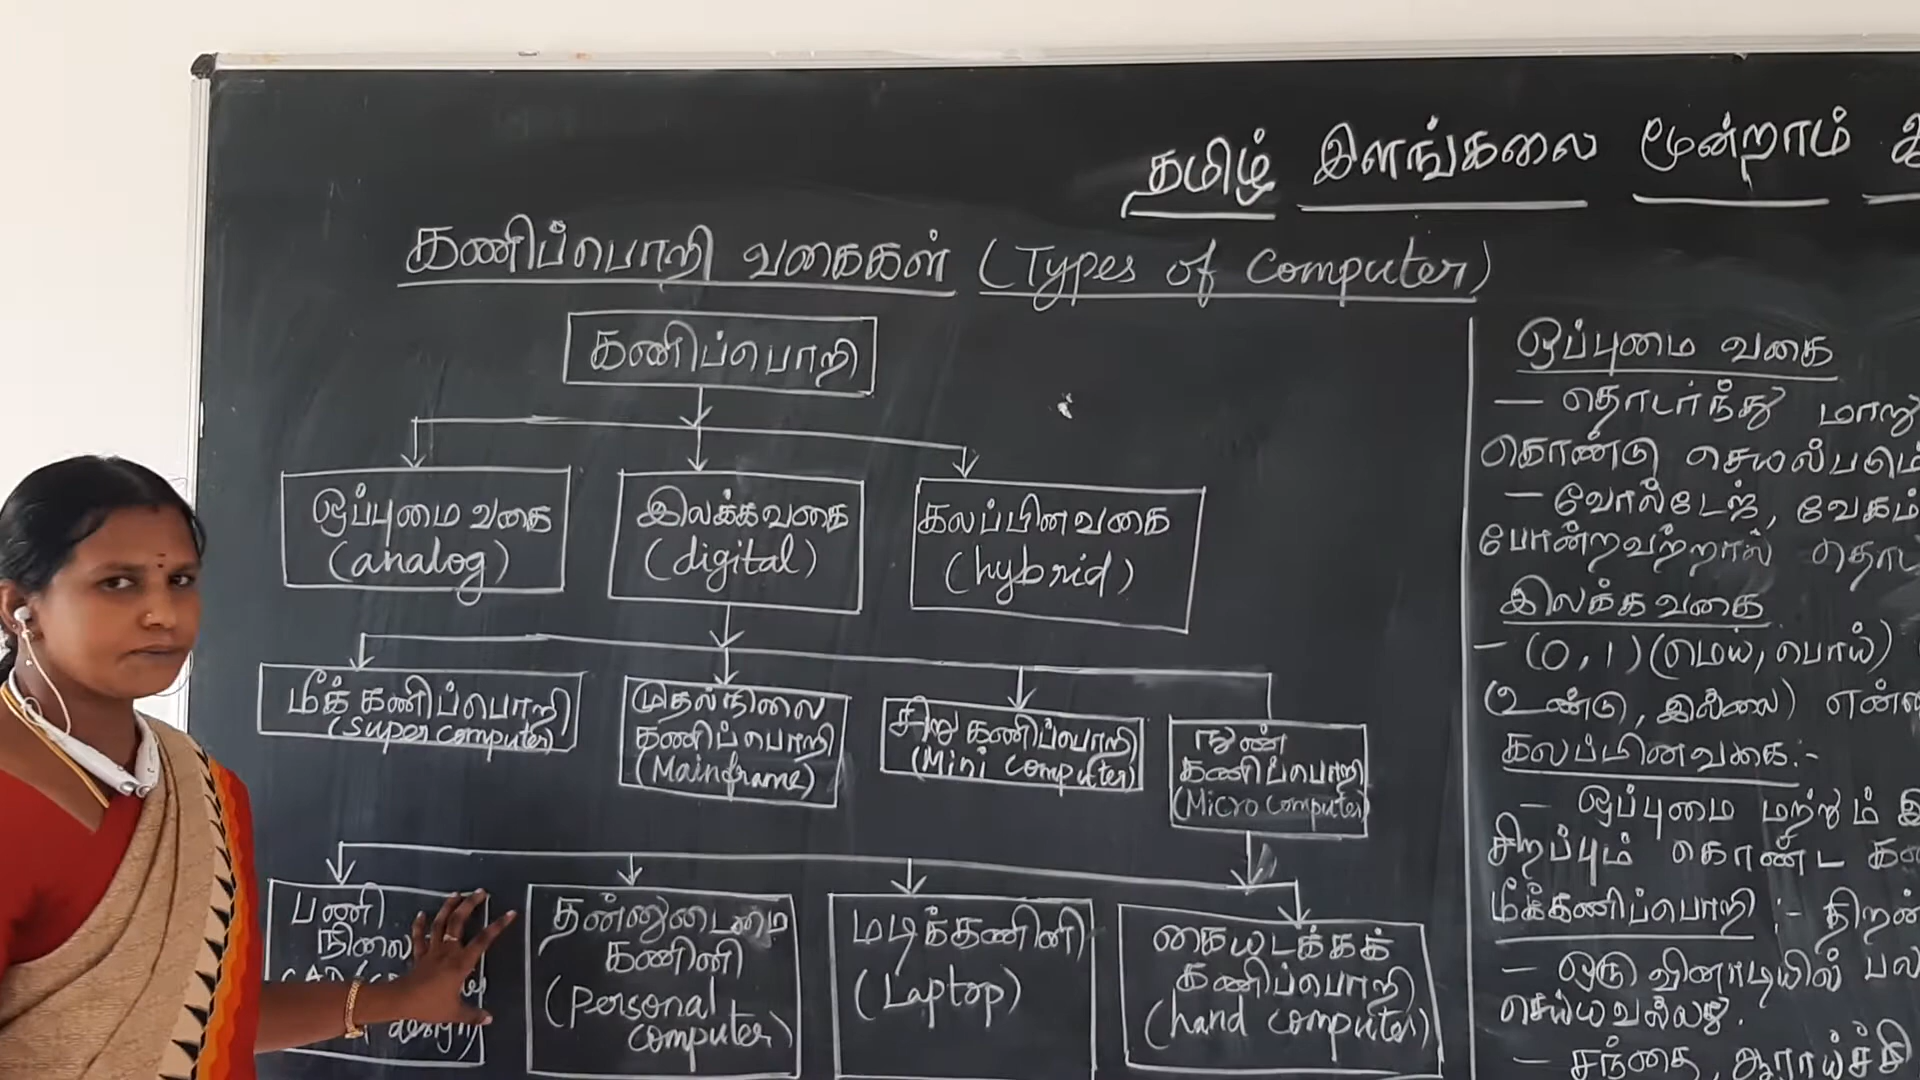 தமிழ் இளங்கலை மூன்றாம்
கணிப்பொறி வகைகள் (Types of Computer)
கணிப்பொறி
ஒப்புமை வகை
(analog)
இலக்கவகை
(digital)
கலப்பினவகை
(hybrid)
மீக் கணிப்பொறி
(Super computer)
முதல்நிலை
கணிப்பொறி
(Mainframe)
சிறு கணிப்பொறி
(Mini computer)
நுண்
கணிப்பொறி
(Micro computer)
பணி
நிலை
design)
தன்னுடைமை
கணினி
(personal
computer)
மடிக்கணினி
(Laptop)
கையடக்கக்
கணிப்பொறி
(hand computer)
ஒப்புமை வகை
— தொடர்ந்து மாறு
கொண்டு செயல்படும்
— வோல்டேஜ், வேகம்
போன்றவற்றால் தொட
இலக்க வகை
– (0,1) (மெய், பொய்)
(உண்டு, இல்லை)
கலப்பினவகை:-
— ஒப்புமை மற்றும்
சிறப்பும் கொண்ட
மீக்கணிப்பொறி :- திறன்
— ஒரு வினாடியில் பல
செய்யவல்லது.
— சந்தை, ஆராய்ச்சி